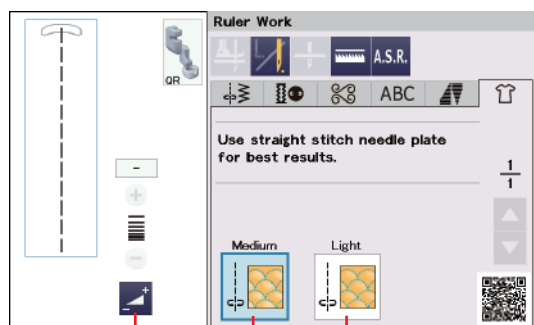 Ruler Work
QR
A.S.R.
ABC
Use straight stitch needle plate
for best results.
-
1
1
Medium
Light